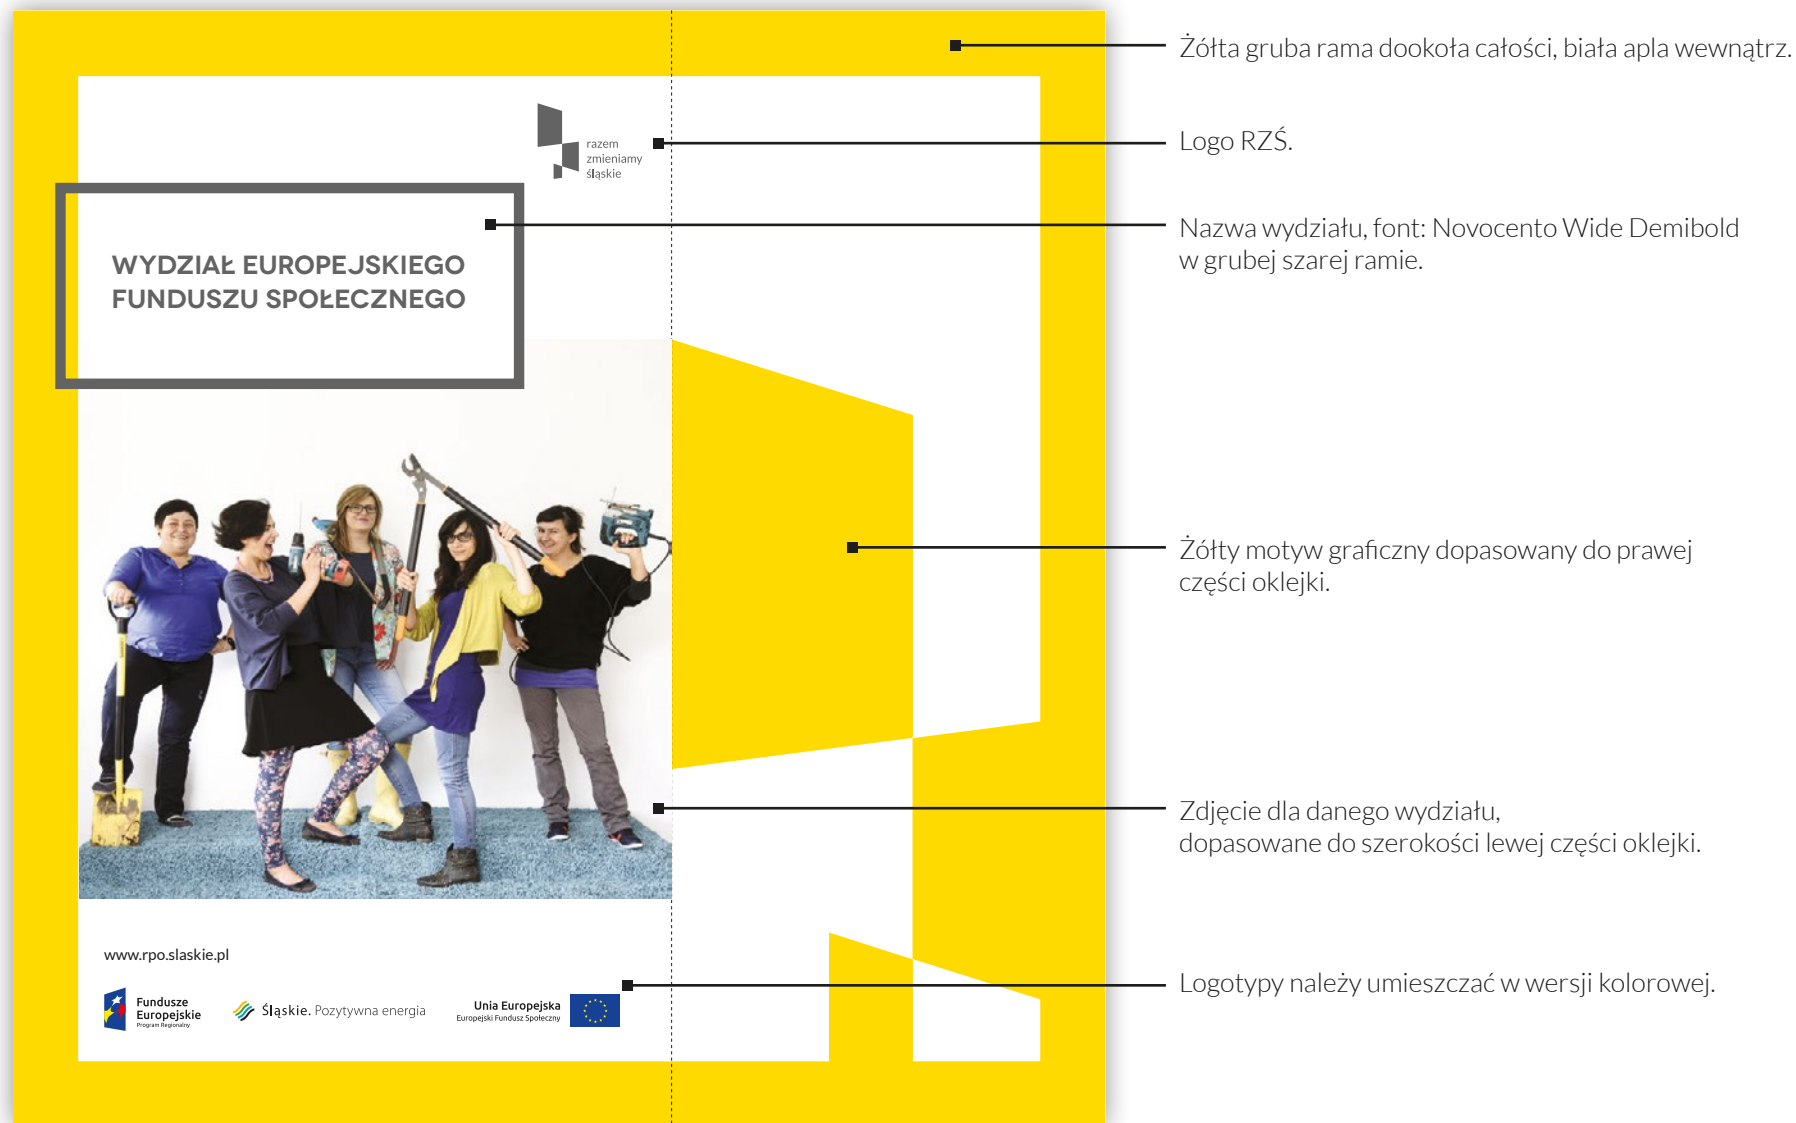 Żółta gruba rama dookoła całości, biała apla wewnątrz.
razem
zmieniamy
śląskie
Logo RZŚ.
WYDZIAŁ EUROPEJSKIEGO
FUNDUSZU SPOŁECZNEGO
Nazwa wydziału, font: Novocento Wide Demibold
w grubej szarej ramie.
Żółty motyw graficzny dopasowany do prawej
części oklejki.
Zdjęcie dla danego wydziału,
dopasowane do szerokości lewej części oklejki.
www.rpo.slaskie.pl
Fundusze
Europejskie
Program Regionalny
Śląskie. Pozytywna energia
Unia Europejska
Europejski Fundusz Społeczny
Logotypy należy umieszczać w wersji kolorowej.